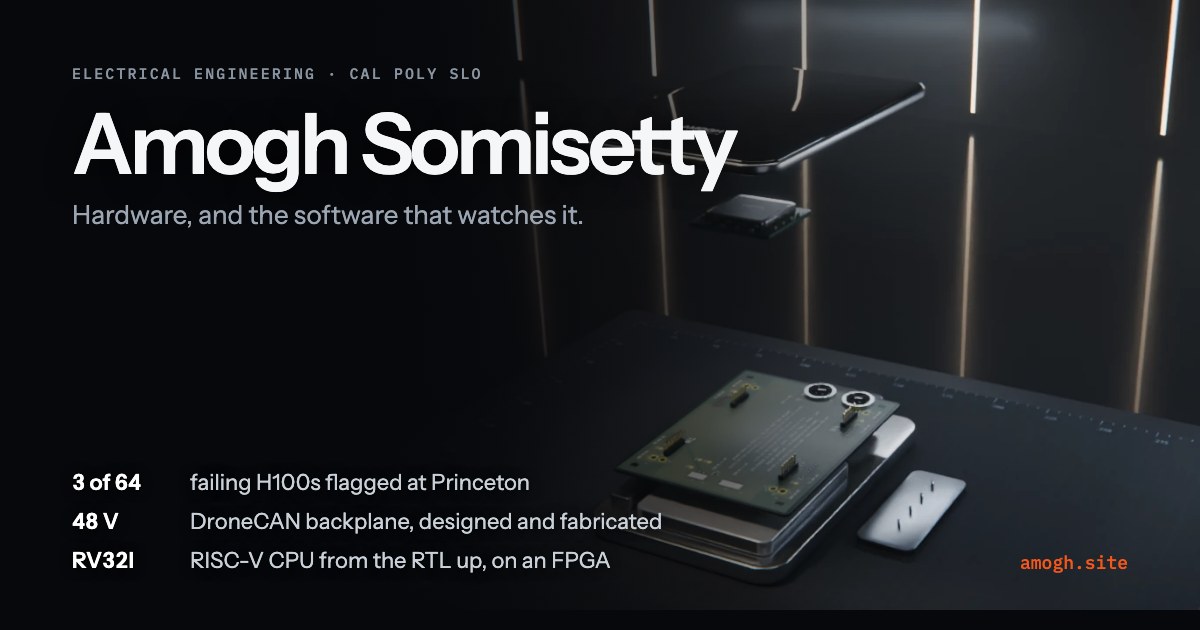 ELECTRICAL ENGINEERING · CAL POLY SLO
Amogh Somisetty
Hardware, and the software that watches it.
3 of 64 failing H100s flagged at Princeton
48 V DroneCAN backplane, designed and fabricated
RV32I RISC-V CPU from the RTL up, on an FPGA
amogh.site